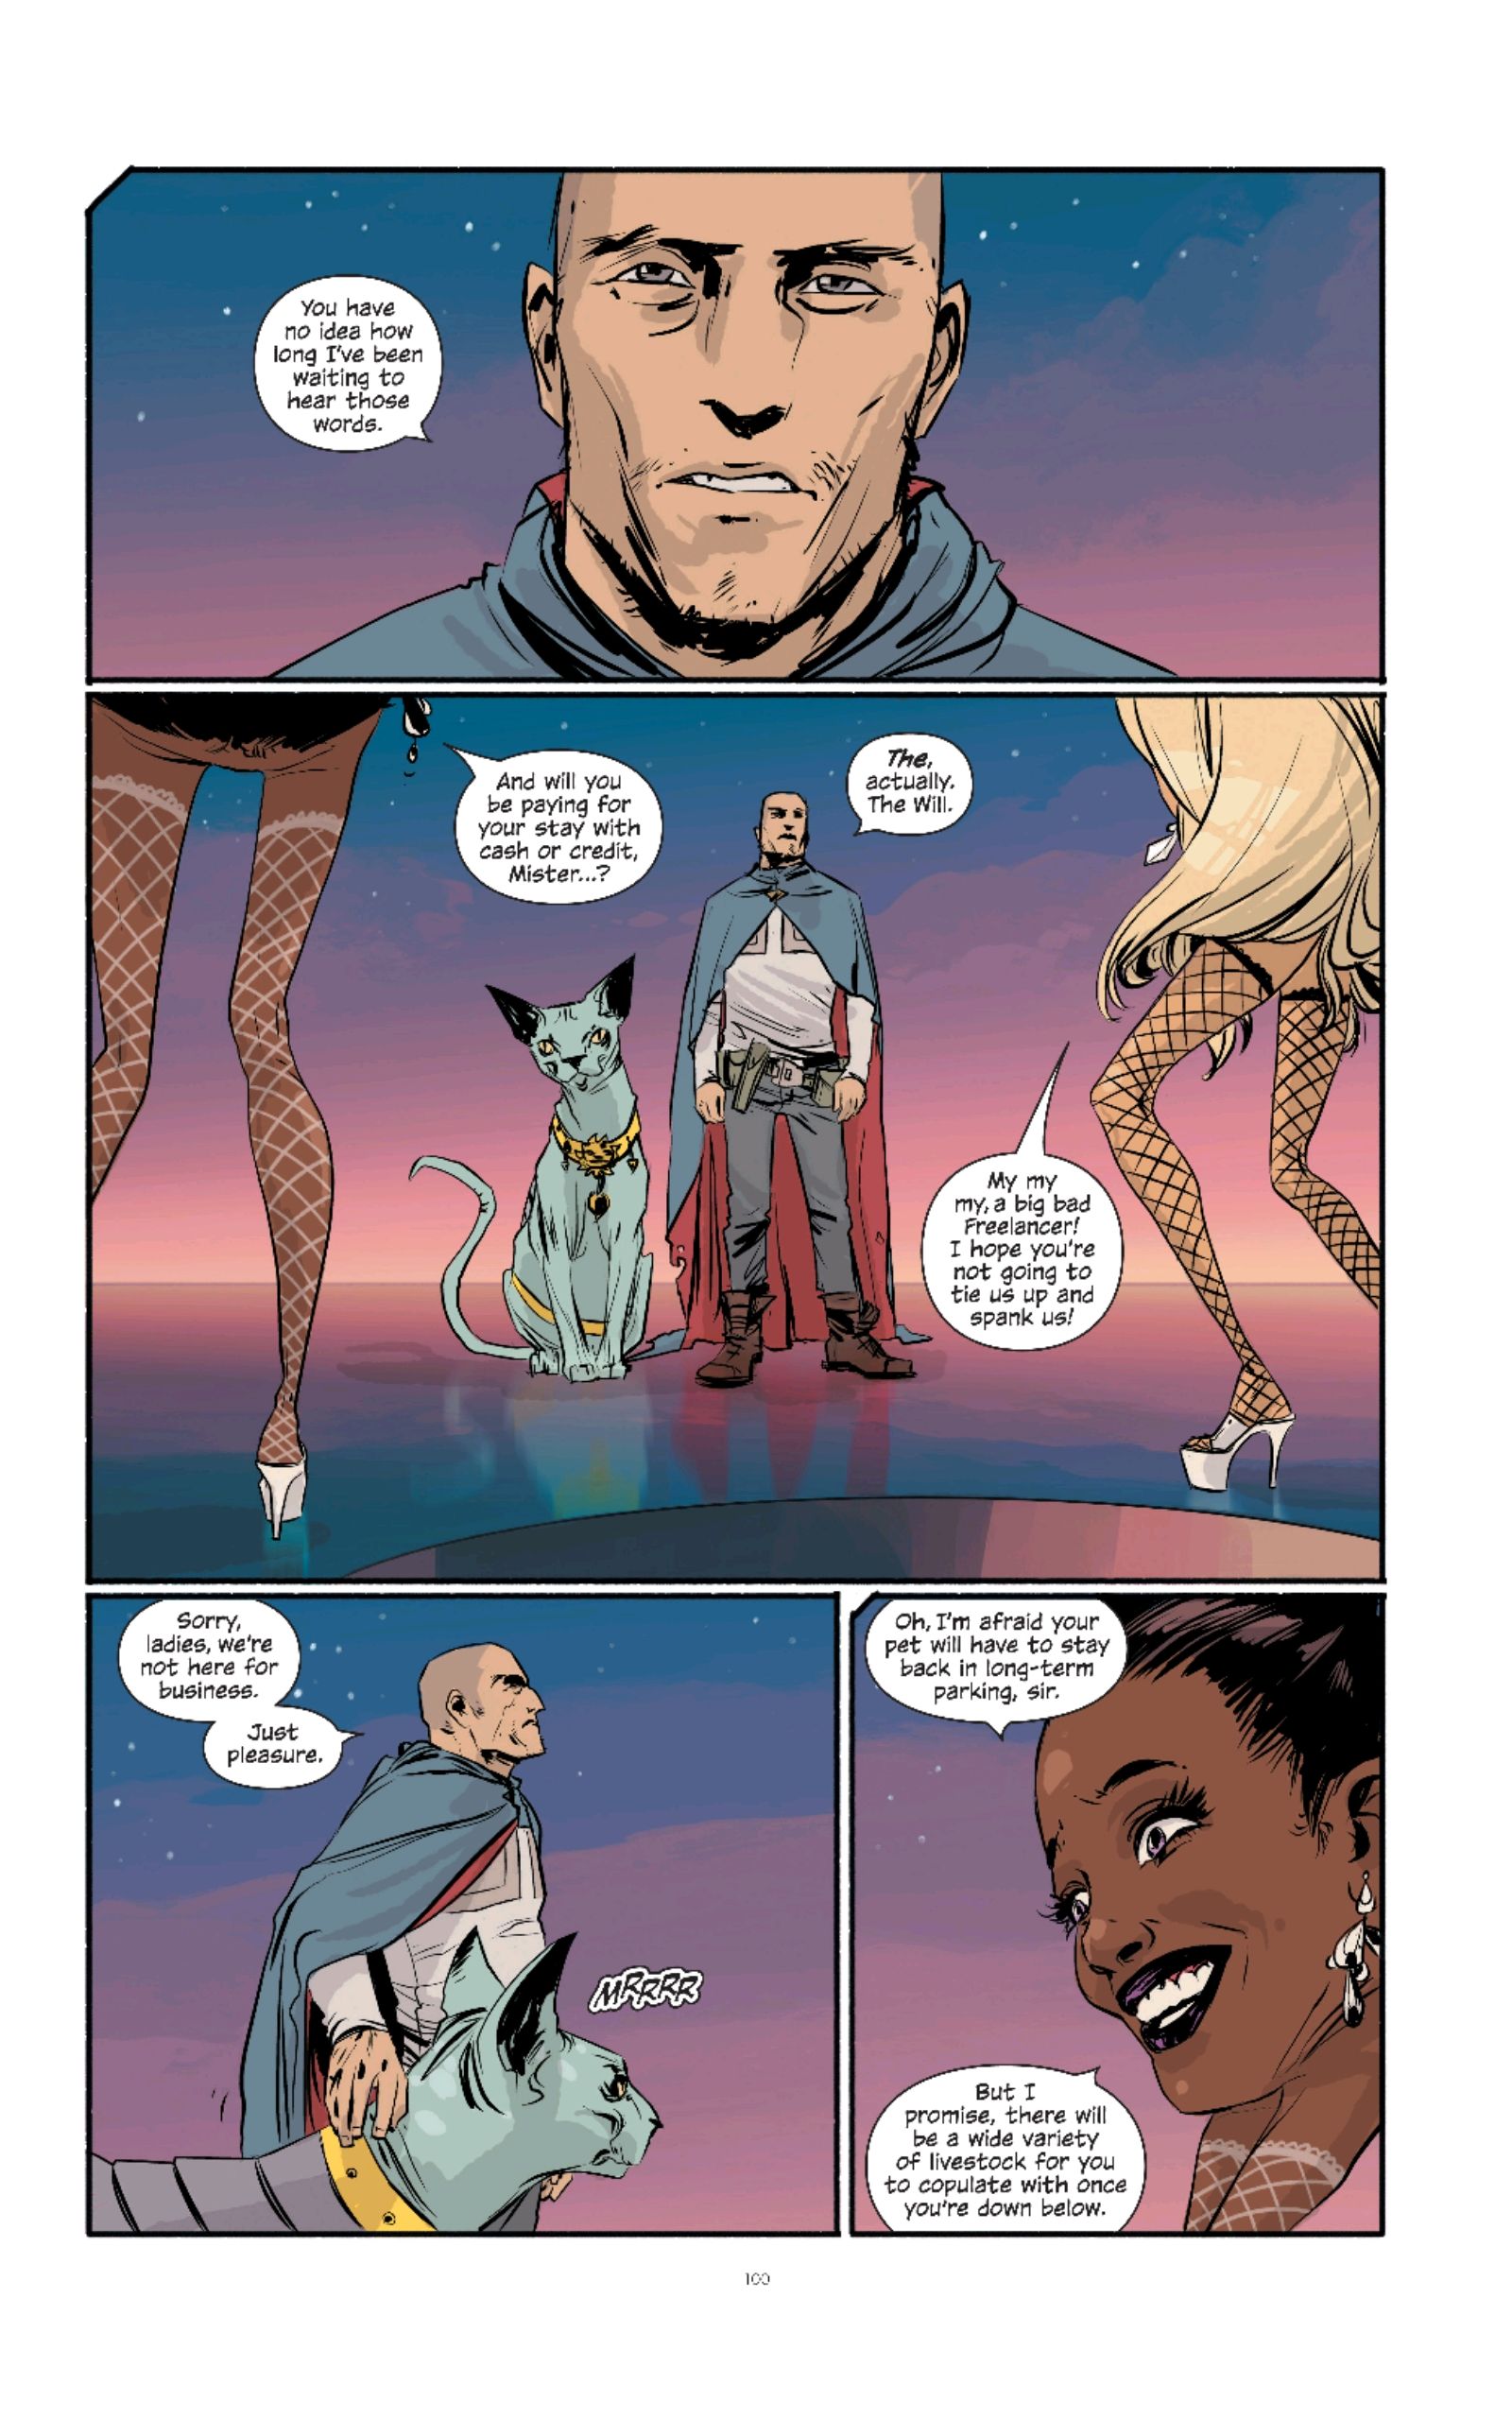 You have
no idea how
long I've been
waiting to
hear those
words.
And will you
be paying for
your stay with
cash or credit,
Mister...?
The,
actually.
The Will.
My my
my, a big bad
Freelancer!
I hope you're
not going to
tie us up and
spank us!
Sorry,
ladies, we're
not here for
business.
Just
pleasure.
MRRRR
Oh, I'm afraid your
pet will have to stay
back in long-term
parking, sir.
But I
promise, there will
be a wide variety
of livestock for you
to copulate with once
you're down below.
100